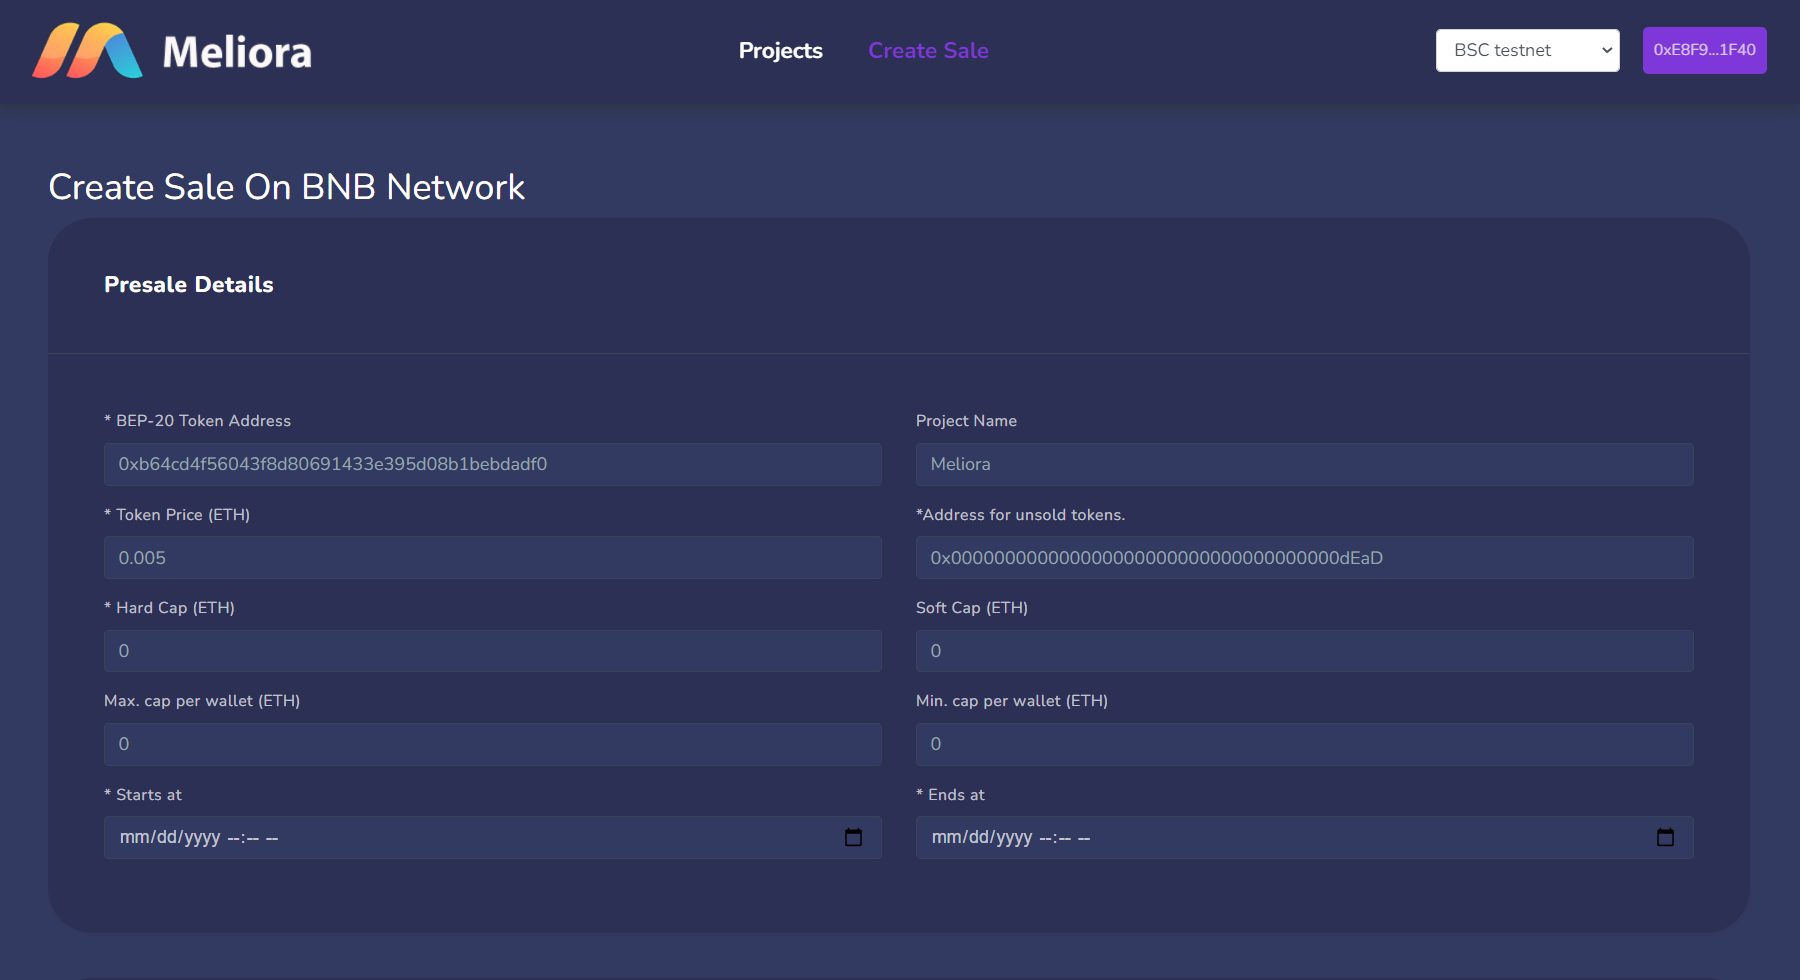 Meliora
Projects
Create Sale
BSC testnet
0xE8F9...1F40
Create Sale On BNB Network
Presale Details
* BEP-20 Token Address
Project Name
0xb64cd4f56043f8d80691433e395d08b1bebdadf0
Meliora
* Token Price (ETH)
*Address for unsold tokens.
0.005
0x000000000000000000000000000000000000dEaD
* Hard Cap (ETH)
Soft Cap (ETH)
0
0
Max. cap per wallet (ETH)
Min. cap per wallet (ETH)
0
0
* Starts at
* Ends at
mm/dd/yyyy --:-- --
mm/dd/yyyy --:-- --